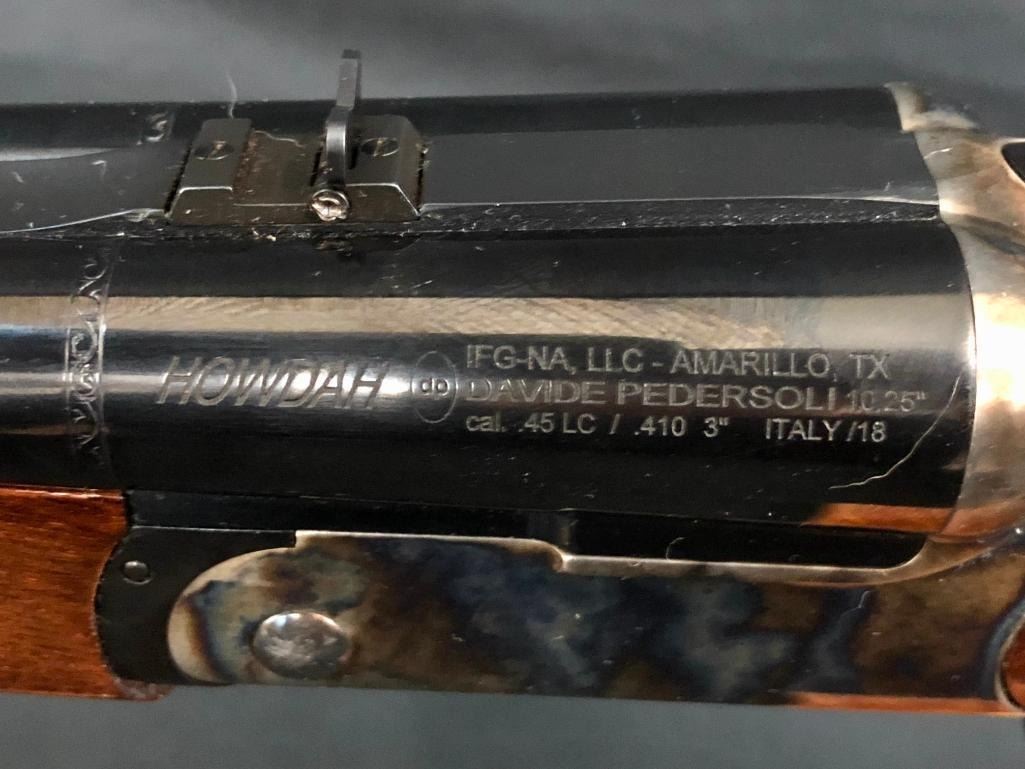 HOWDAH
dp
IFG-NA, LLC - AMARILLO, TX
DAVIDE PEDERSOLI 10.25"
cal. .45 LC / .410 3" ITALY /18